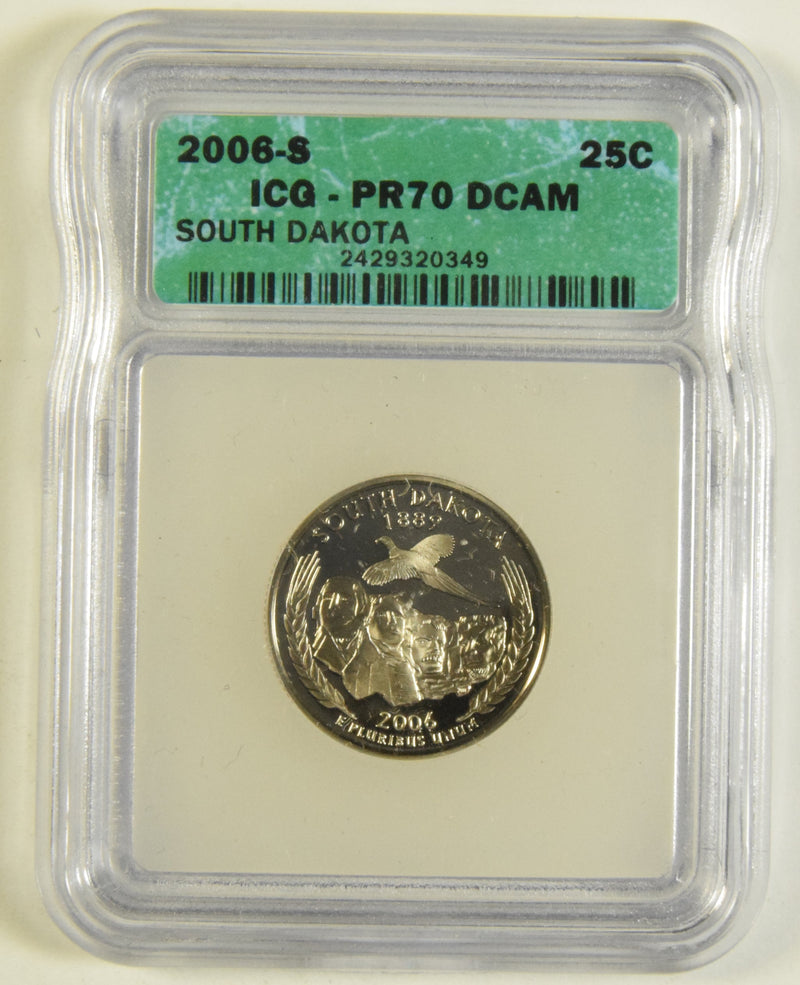 2006-S 25C
ICG - PR70 DCAM
SOUTH DAKOTA
2429320349
SOUTH DAKOTA
1889
2006
E PLURIBUS UNUM